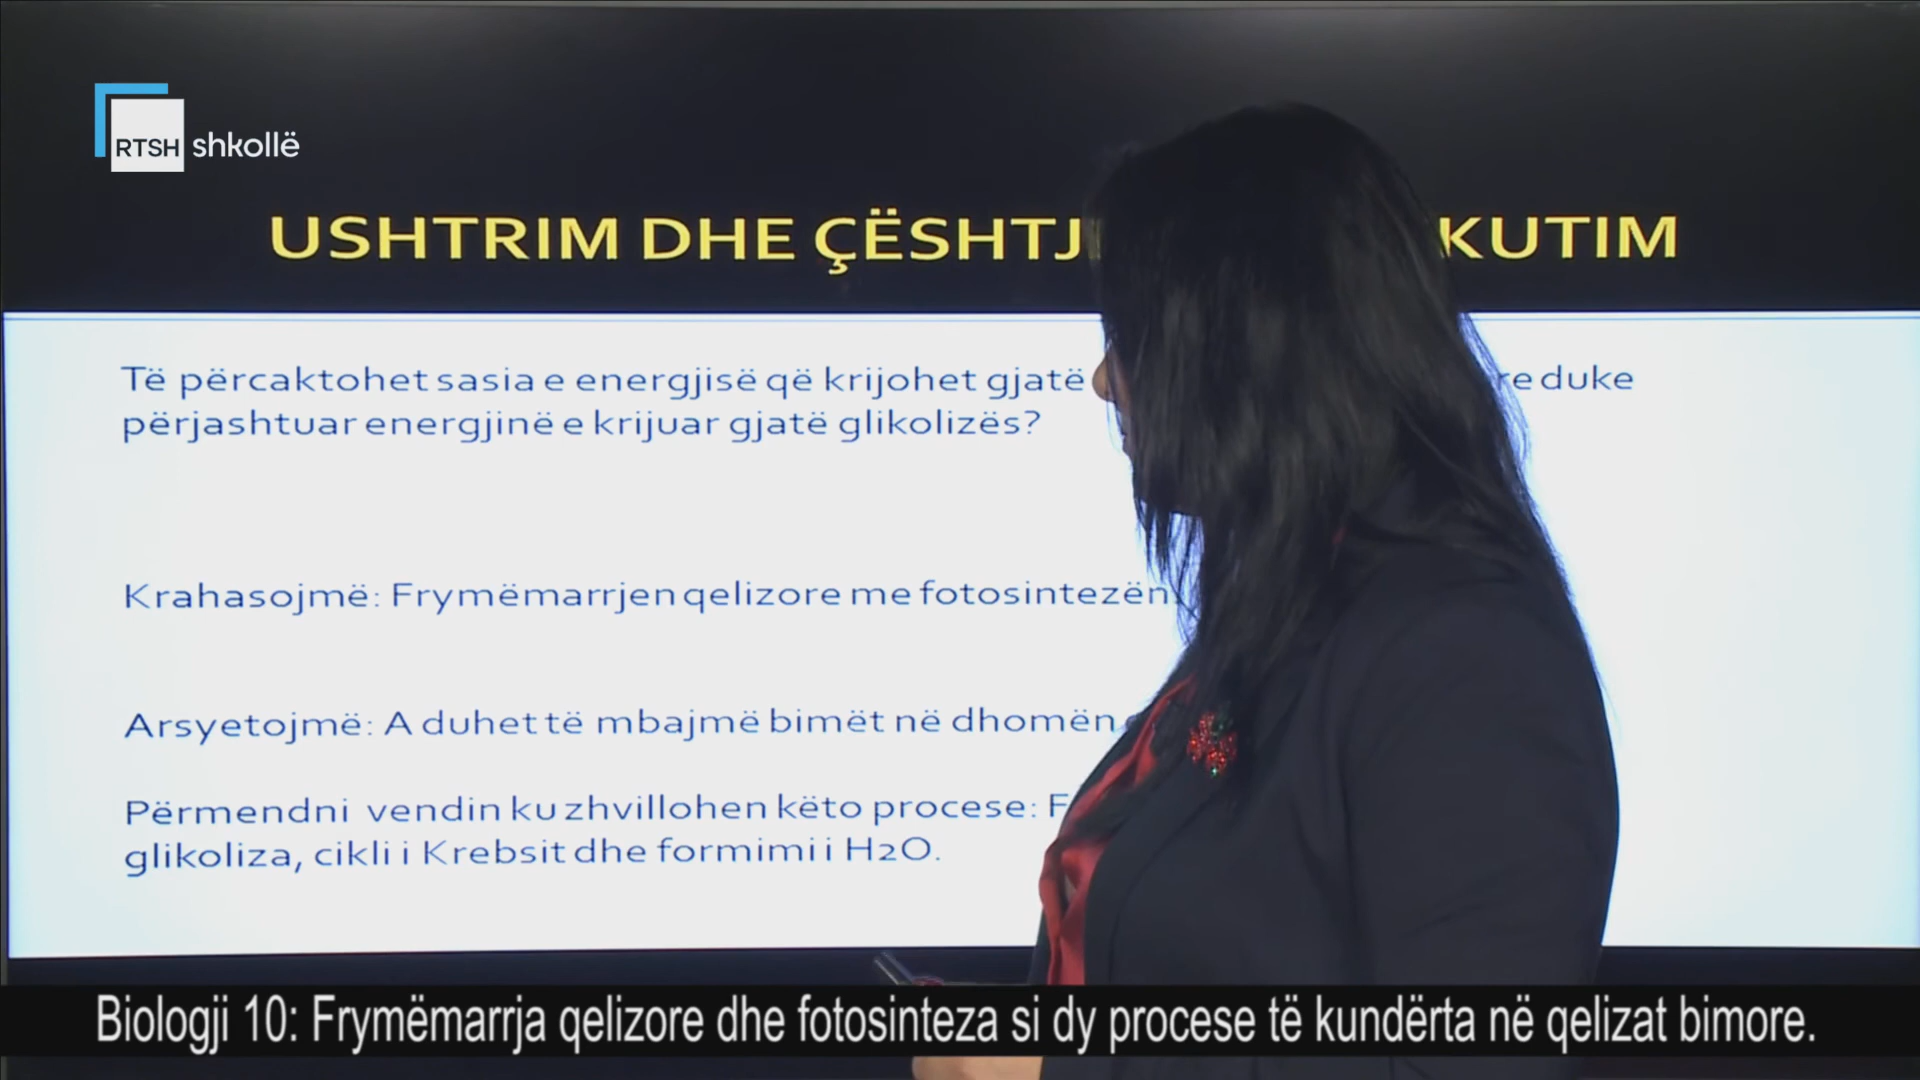 RTSH shkollë
USHTRIM DHE KUTIM
Të përcaktohet sasia e energjisë që krijohet gjatë duke
përjashtuar energjinë e krijuar gjatë glikolizës?
Krahasojmë: Frymëmarrjen qelizore me fotosintezën.
Arsyetojmë: A duhet të mbajmë bimët në dhomën
Përmendni vendin ku zhvillohen këto procese:
glikoliza, cikli i Krebsit dhe formimi i H2O.
Biologji 10: Frymëmarrja qelizore dhe fotosinteza si dy procese të kundërta në qelizat bimore.